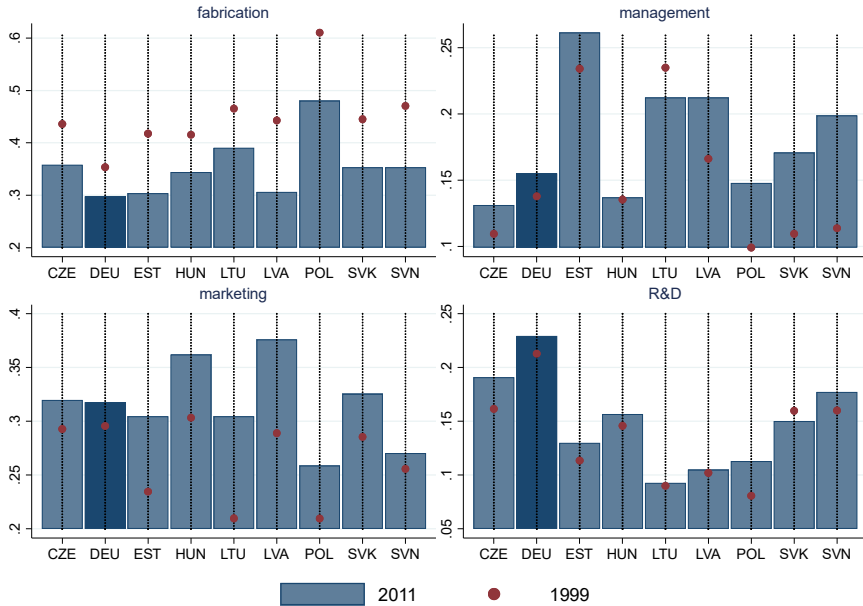 fabrication
.6
.5
.4
.3
.2
CZE DEU EST HUN LTU LVA POL SVK SVN
management
.25
.2
.15
.1
CZE DEU EST HUN LTU LVA POL SVK SVN
marketing
.4
.35
.3
.25
.2
CZE DEU EST HUN LTU LVA POL SVK SVN
R&D
.25
.2
.15
.1
.05
CZE DEU EST HUN LTU LVA POL SVK SVN
2011 1999